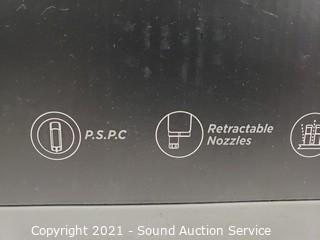 P.S.P.C
Retractable
Nozzles
Copyright 2021 - Sound Auction Service